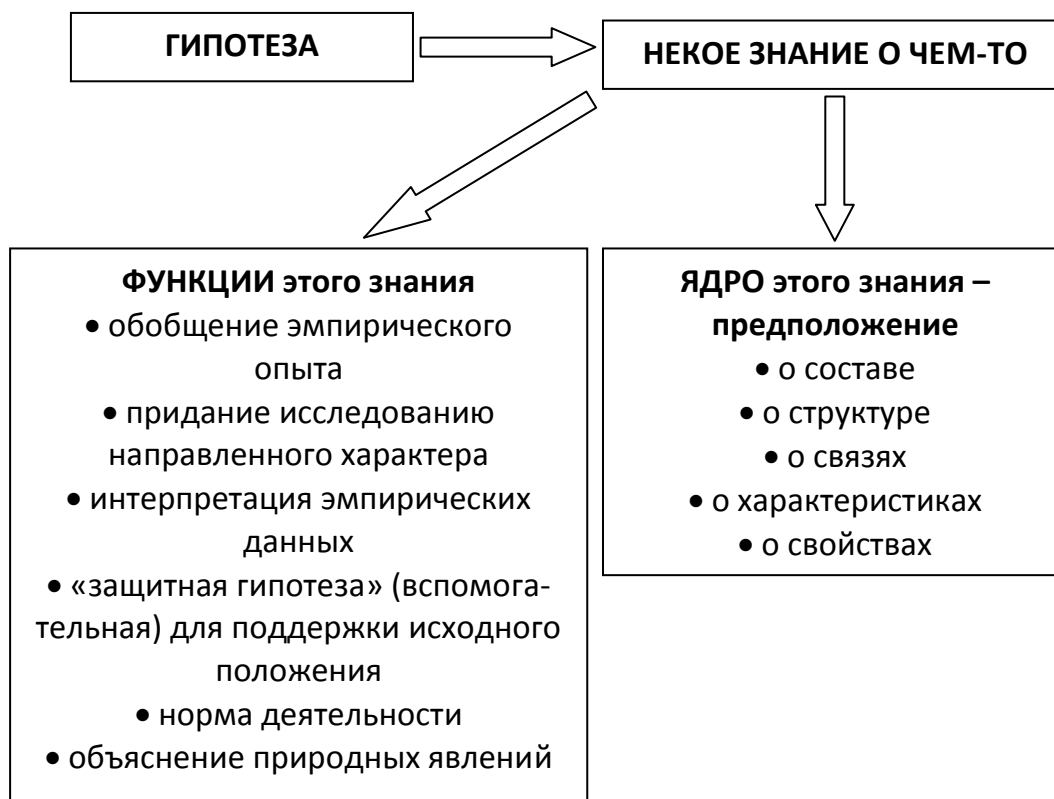 ГИПОТЕЗА
НЕКОЕ ЗНАНИЕ О ЧЕМ-ТО
ФУНКЦИИ этого знания
• обобщение эмпирического
опыта
• придание исследованию
направленного характера
• интерпретация эмпирических
данных
• «защитная гипотеза» (вспомога-
тельная) для поддержки исходного
положения
• норма деятельности
• объяснение природных явлений
ЯДРО этого знания –
предположение
• о составе
• о структуре
• о связях
• о характеристиках
• о свойствах